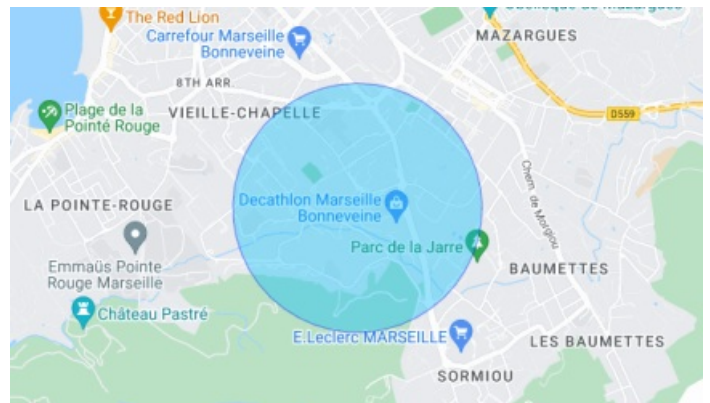 The Red Lion
Carrefour Marseille
Bonneveine
MAZARGUES
8TH ARR.
Plage de la
Pointé Rouge
VIEILLE-CHAPELLE
D559
Chem. de Morgiou
LA POINTE-ROUGE
Decathlon Marseille
Bonneveine
Parc de la Jarre
Emmaüs Pointe
Rouge Marseille
BAUMETTES
Château Pastré
E.Leclerc MARSEILLE
LES BAUMETTES
SORMIOU